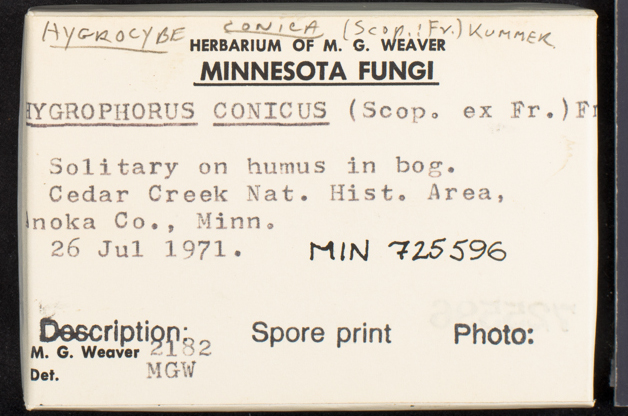 HYGROCYBE CONICA (Scop.: Fr.) KUMMER
HERBARIUM OF M. G. WEAVER
MINNESOTA FUNGI
HYGROPHORUS CONICUS (Scop. ex Fr.) Fr
Solitary on humus in bog.
Cedar Creek Nat. Hist. Area,
Anoka Co., Minn.
26 Jul 1971. MIN 725596
Description: Spore print Photo:
M. G. Weaver 2182
Det. MGW